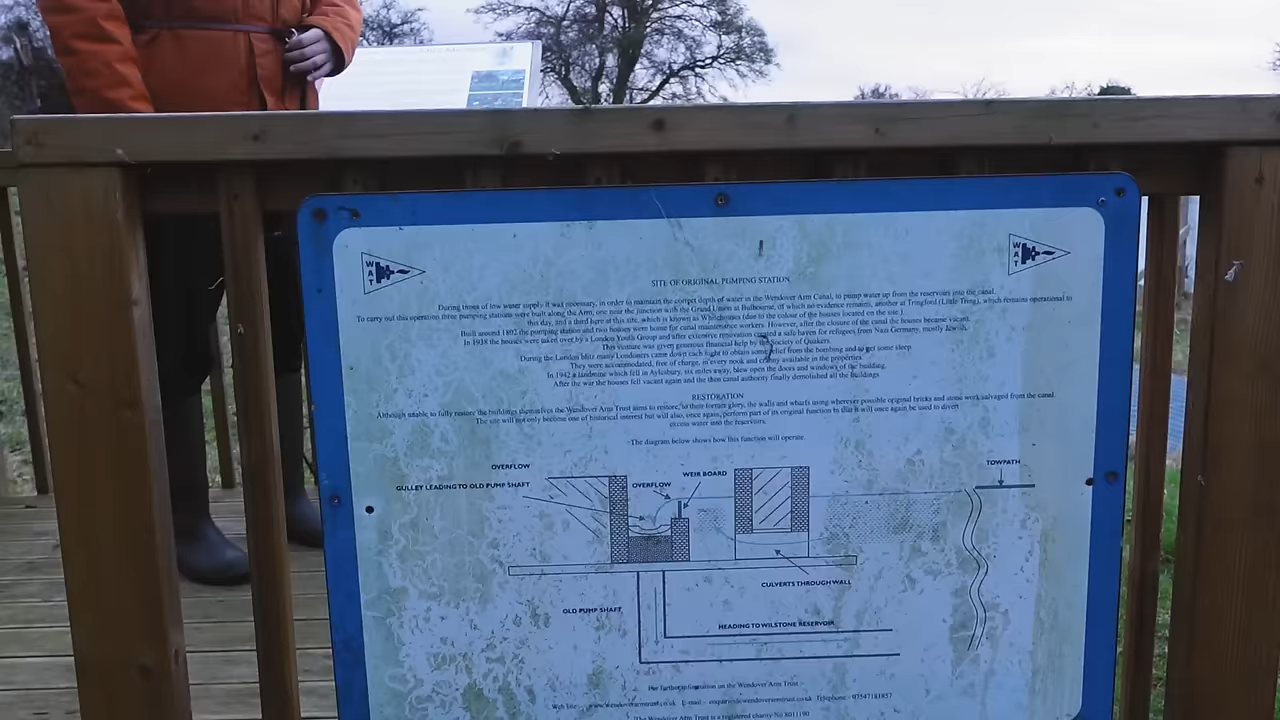 WAT
WAT
SITE OF ORIGINAL PUMPING STATION
During times of low water supply it was necessary, in order to maintain the correct depth of water in the Wendover Arm Canal, to pump water up from the reservoirs into the canal.
To carry out this operation three pumping stations were built along the Arm, one near the junction with the Grand Union at Bulbourne, of which no evidence remains, another at Tringford (Little Tring), which remains operational to
this day, and a third here at this site, which is known as Whitehouses (due to the colour of the houses located on the site.)
Built around 1802 the pumping station and two houses were home for canal maintenance workers. However, after the closure of the canal the houses became vacant.
In 1938 the houses were taken over by a London Youth Group and after extensive renovation created a safe haven for refugees from Nazi Germany, mostly Jewish.
This venture was given generous financial help by the Society of Quakers.
During the London blitz many Londoners came down each night to obtain some relief from the bombing and to get some sleep.
They were accommodated, free of charge, in every nook and cranny available in the properties.
In 1942 a landmine which fell in Aylesbury, six miles away, blew open the doors and windows of the building.
After the war the houses fell vacant again and the then canal authority finally demolished all the buildings.
RESTORATION
Although unable to fully restore the buildings themselves the Wendover Arm Trust aims to restore, to their former glory, the walls and wharfs using wherever possible original bricks and stone work salvaged from the canal.
The site will not only become one of historical interest but will also, once again, perform part of its original function in that it will once again be used to divert
excess water into the reservoirs.
The diagram below shows how this function will operate.
OVERFLOW
GULLEY LEADING TO OLD PUMP SHAFT
OVERFLOW
WEIR BOARD
TOWPATH
CULVERTS THROUGH WALL
OLD PUMP SHAFT
HEADING TO WILSTONE RESERVOIR
For further information on the Wendover Arm Trust :-
Web Site: - www.wendoverarmtrust.co.uk E-mail: - enquiries@wendoverarmtrust.co.uk Telephone: - 07547181857
The Wendover Arm Trust is a registered charity No 8011190